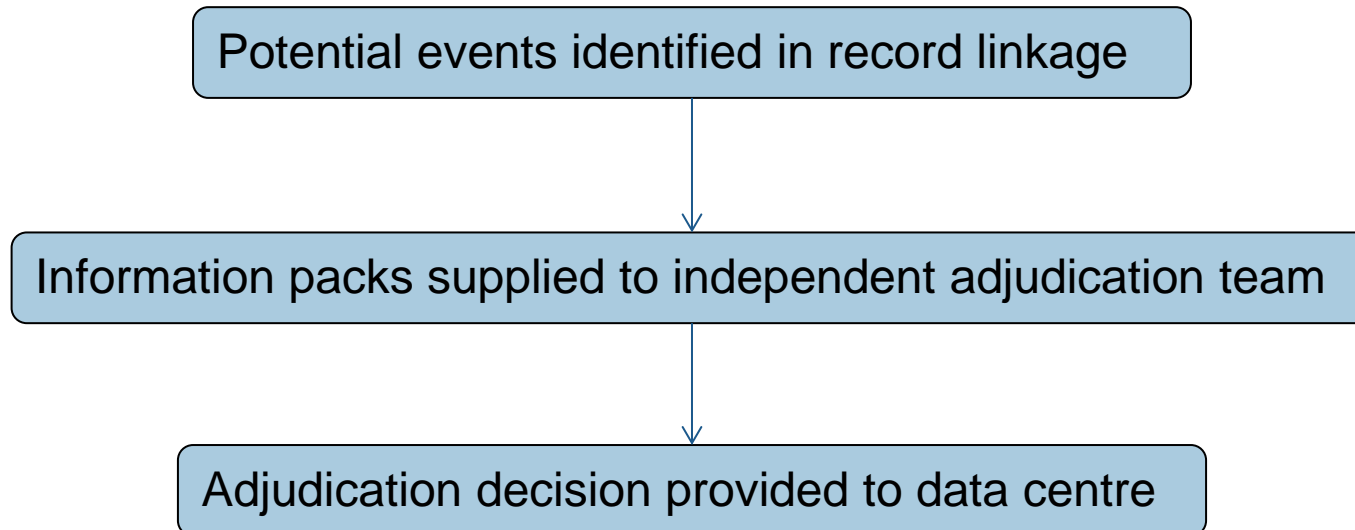 Potential events identified in record linkage
Information packs supplied to independent adjudication team
Adjudication decision provided to data centre